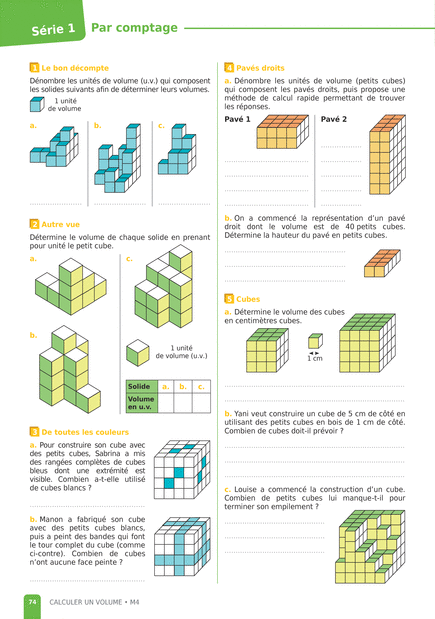 Série 1
Par comptage
1 Le bon décompte
Dénombre les unités de volume (u.v.) qui composent
les solides suivants afin de déterminer leurs volumes.
1 unité
de volume
a.
b.
c.
2 Autre vue
Détermine le volume de chaque solide en prenant
pour unité le petit cube.
a.
c.
b.
1 unité
de volume (u.v.)
Solide a. b. c.
Volume
en u.v.
3 De toutes les couleurs
a. Pour construire son cube avec
des petits cubes, Sabrina a mis
des rangées complètes de cubes
bleus dont une extrémité est
visible. Combien a-t-elle utilisé
de cubes blancs ?
b. Manon a fabriqué son cube
avec des petits cubes blancs,
puis a peint des bandes qui font
le tour complet du cube (comme
ci-contre). Combien de cubes
n'ont aucune face peinte ?
4 Pavés droits
a. Dénombre les unités de volume (petits cubes)
qui composent les pavés droits, puis propose une
méthode de calcul rapide permettant de trouver
les réponses.
Pavé 1
Pavé 2
b. On a commencé la représentation d'un pavé
droit dont le volume est de 40 petits cubes.
Détermine la hauteur du pavé en petits cubes.
5 Cubes
a. Détermine le volume des cubes
en centimètres cubes.
1 cm
b. Yani veut construire un cube de 5 cm de côté en
utilisant des petits cubes en bois de 1 cm de côté.
Combien de cubes doit-il prévoir ?
c. Louise a commencé la construction d'un cube.
Combien de petits cubes lui manque-t-il pour
terminer son empilement ?
74 CALCULER UN VOLUME • M4